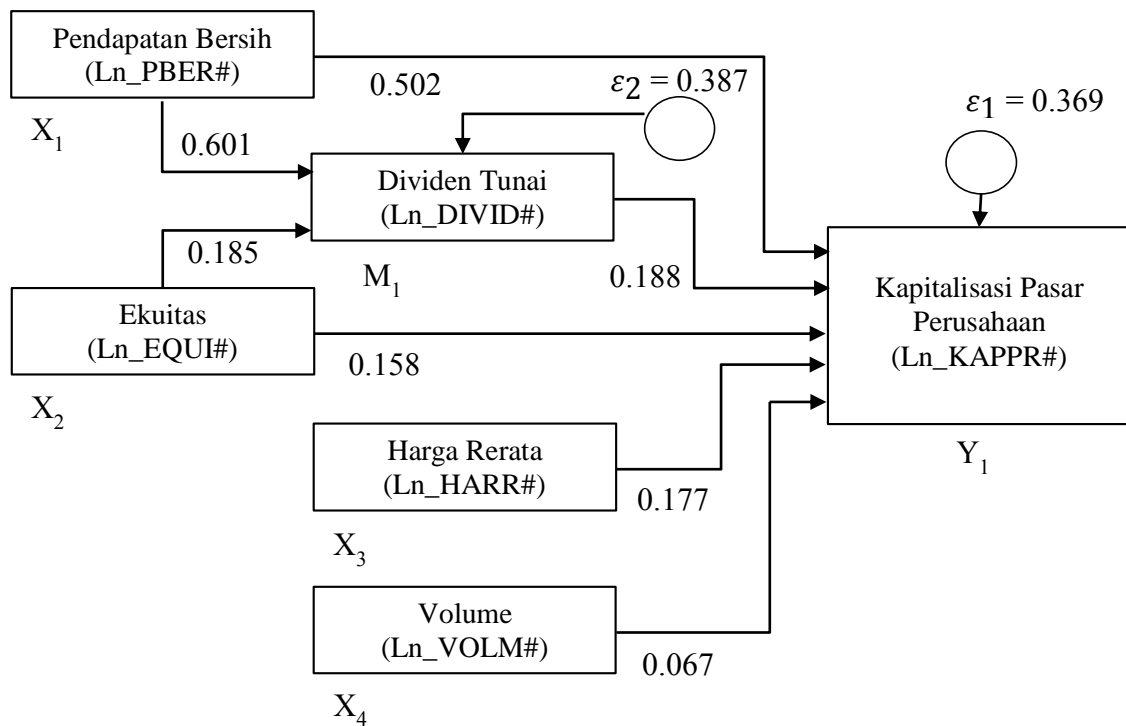 Pendapatan Bersih
(Ln_PBER#)
X₁
0.502
0.601
ε₂ = 0.387
ε₁ = 0.369
Dividen Tunai
(Ln_DIVID#)
M₁
0.185
0.188
Ekuitas
(Ln_EQUI#)
X₂
0.158
Kapitalisasi Pasar
Perusahaan
(Ln_KAPPR#)
Y₁
Harga Rerata
(Ln_HARR#)
X₃
0.177
Volume
(Ln_VOLM#)
X₄
0.067